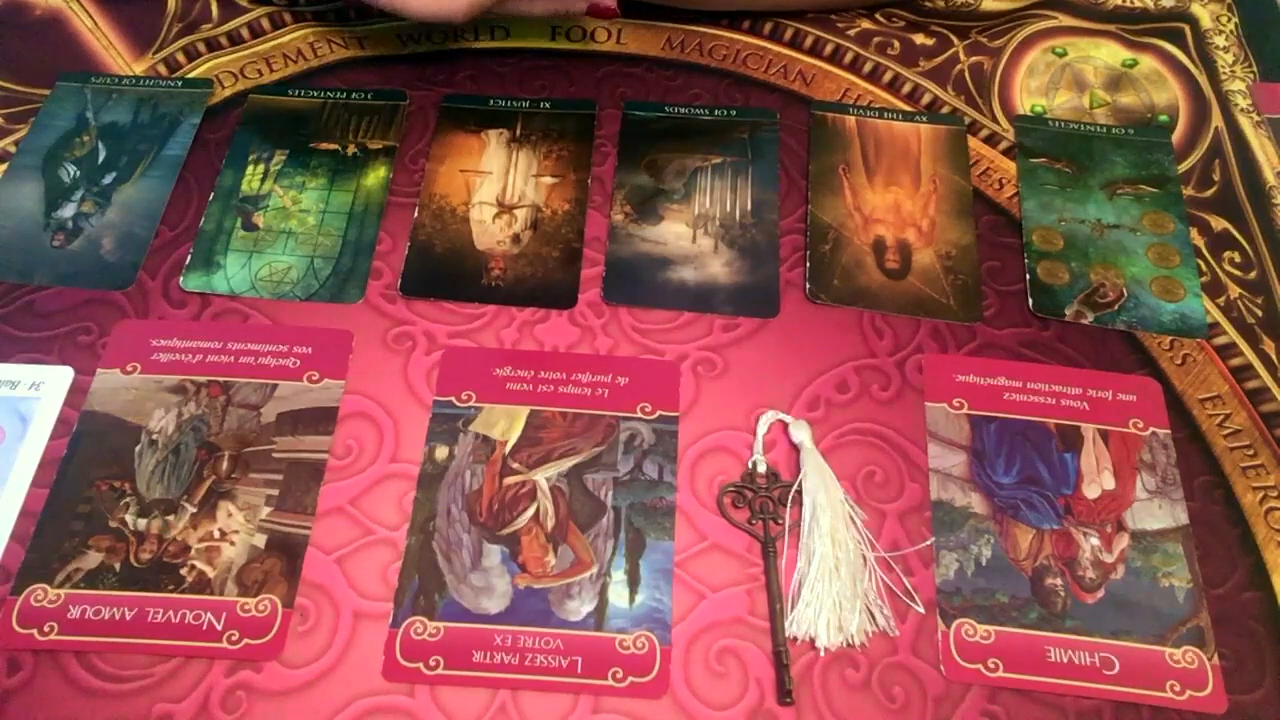 JUDGEMENT WORLD FOOL MAGICIAN
EMPEROR
KNIGHT OF CUPS
3 OF PENTACLES
XI - JUSTICE
6 OF SWORDS
XV - THE DEVIL
6 OF PENTACLES
34 -
Quelqu'un vient d'éveiller
vos sentiments romantiques.
NOUVEL AMOUR
Le temps est venu
de purifier votre énergie
LAISSEZ PARTIR
VOTRE EX
Vous ressentez
une forte attraction magnétique.
CHIMIE